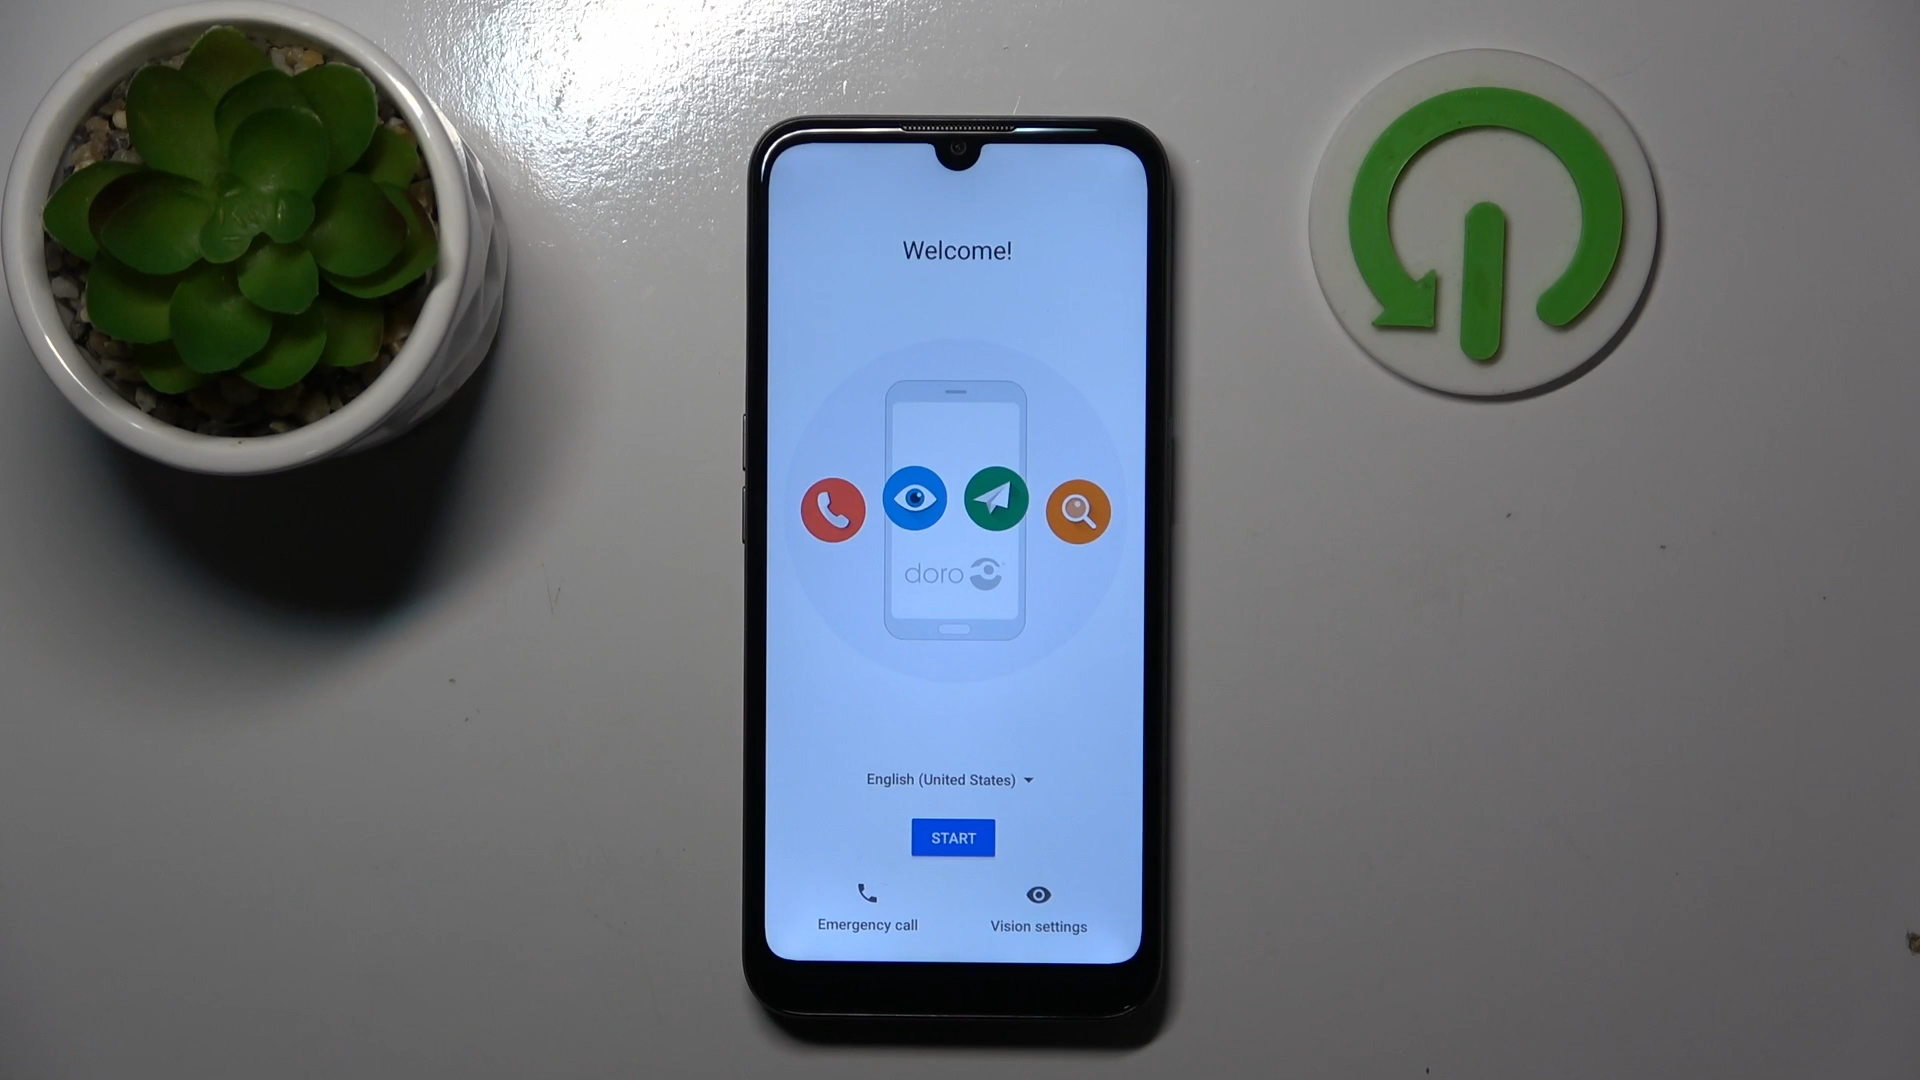 Welcome!
doro
English (United States)
START
Emergency call
Vision settings